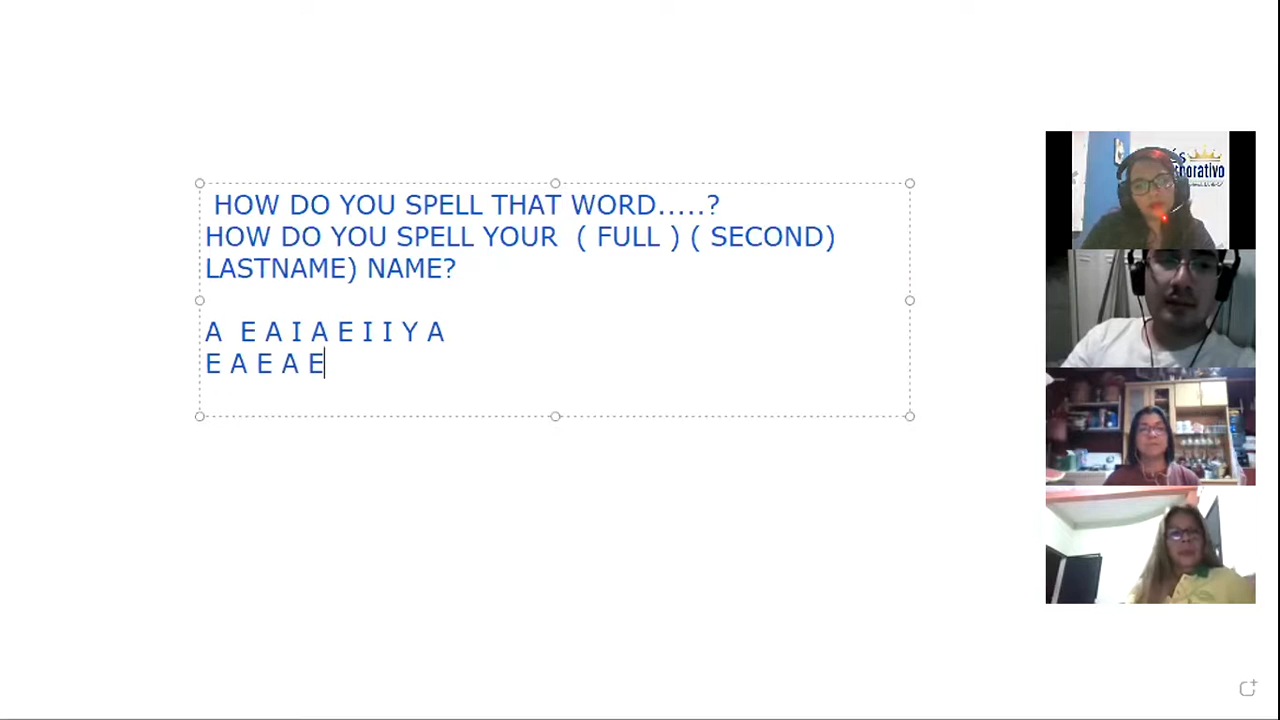 HOW DO YOU SPELL THAT WORD.....?
HOW DO YOU SPELL YOUR  ( FULL ) ( SECOND)
LASTNAME) NAME?
A  E A I A E I I Y A
E A E A E